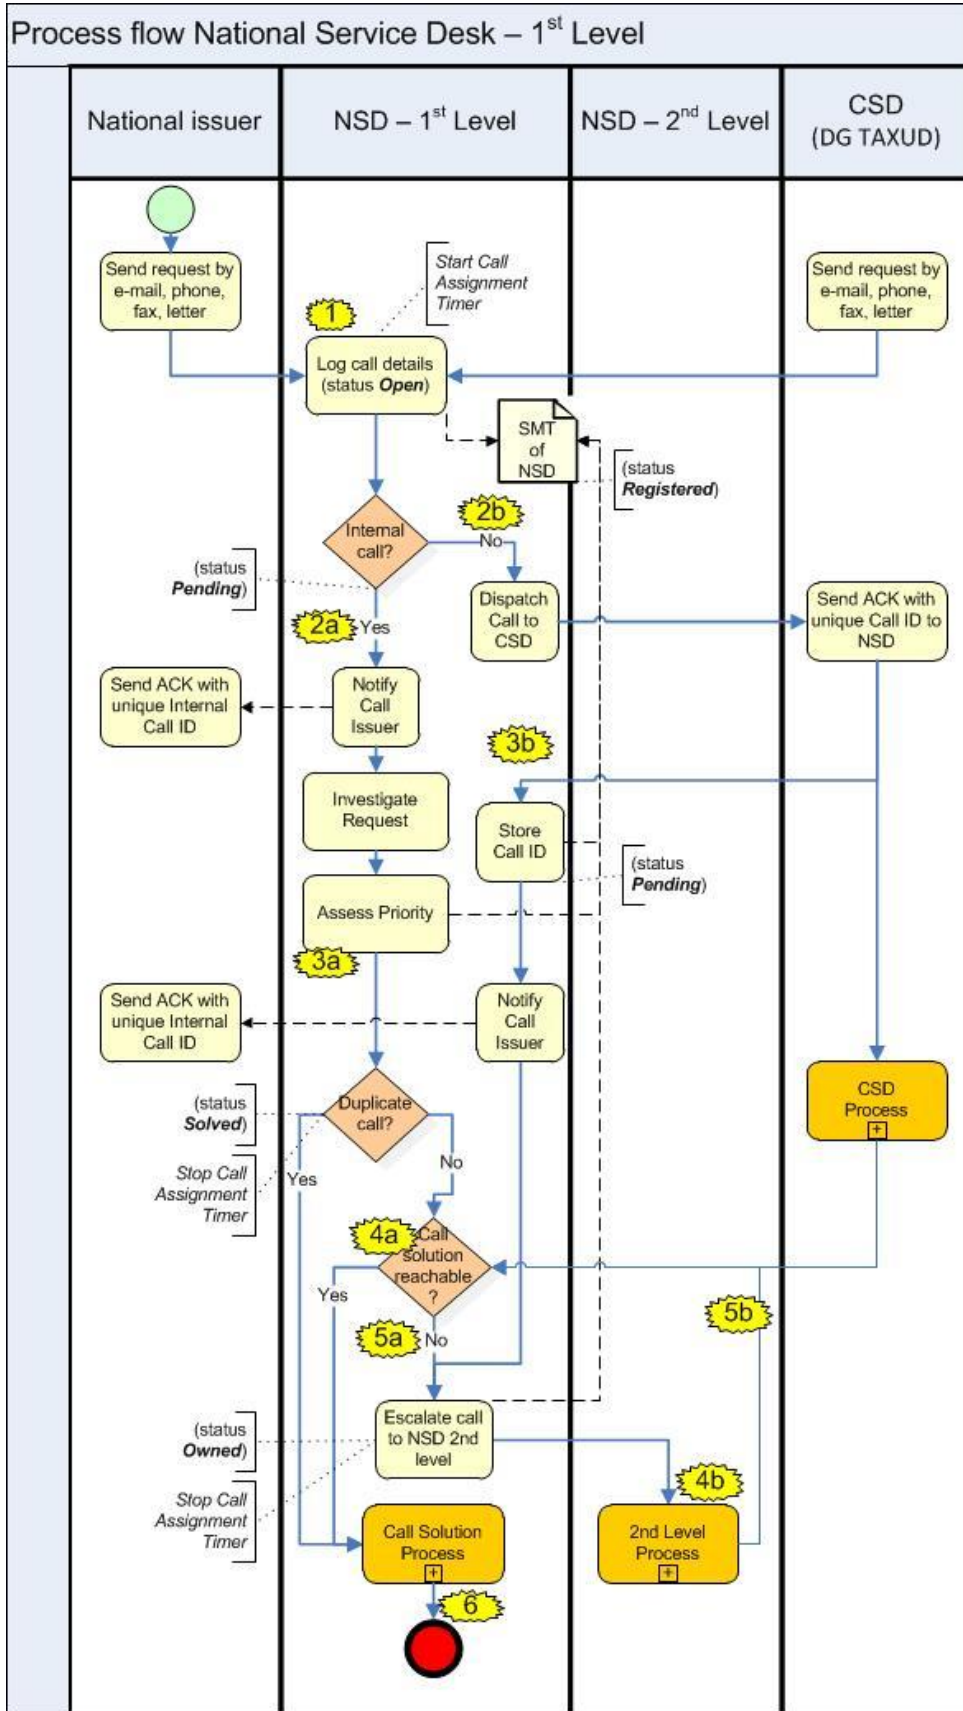 Process flow National Service Desk – 1st Level
National issuer
NSD – 1st Level
NSD – 2nd Level
CSD
(DG TAXUD)
Send request by
e-mail, phone,
fax, letter
Start Call
Assignment
Timer
Send request by
e-mail, phone,
fax, letter
1
Log call details
(status Open)
SMT
of
NSD
(status
Registered)
Internal
call?
2b
No
(status
Pending)
2a
Yes
Dispatch
Call to
CSD
Send ACK with
unique Call ID to
NSD
Send ACK with
unique Internal
Call ID
Notify
Call
Issuer
3b
Investigate
Request
Store
Call ID
(status
Pending)
Assess Priority
3a
Send ACK with
unique Internal
Call ID
Notify
Call
Issuer
CSD
Process
+
(status
Solved)
Duplicate
call?
Stop Call
Assignment
Timer
Yes
No
4a
Call
solution
reachable
?
Yes
5a
No
5b
(status
Owned)
Escalate call
to NSD 2nd
level
4b
Stop Call
Assignment
Timer
Call Solution
Process
+
2nd Level
Process
+
6